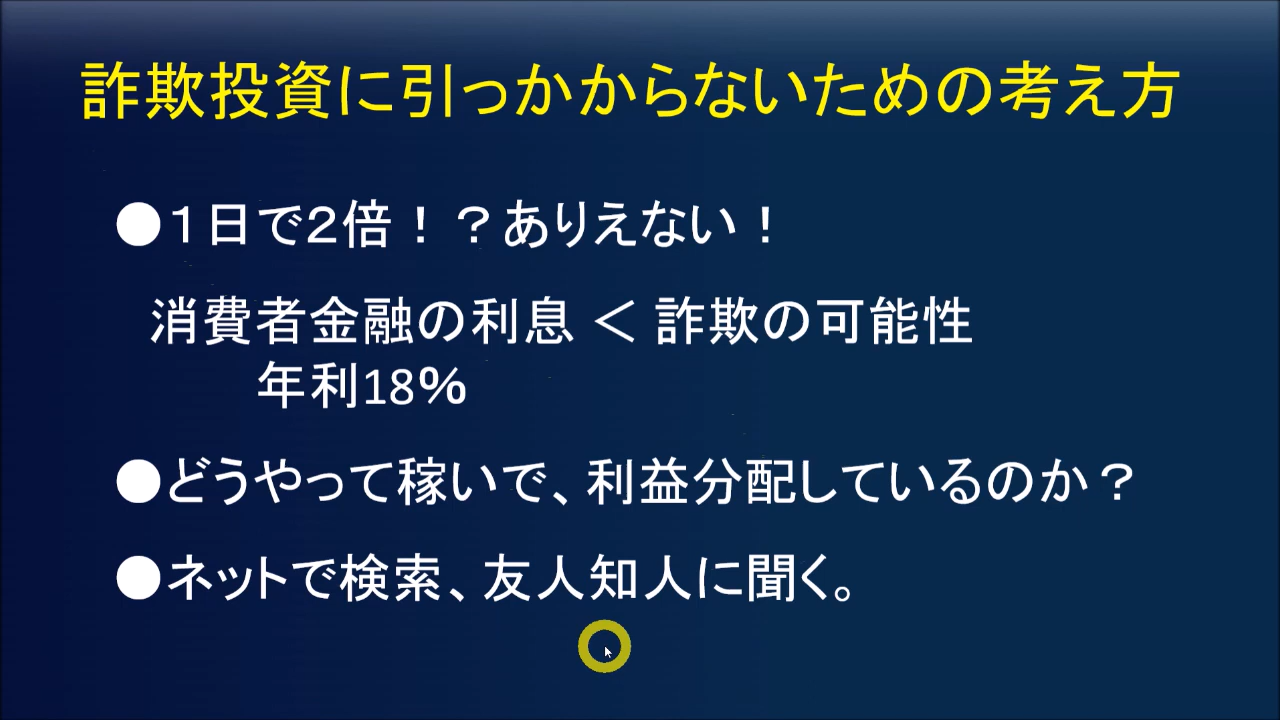 詐欺投資に引っかからないための考え方
●１日で２倍！？ありえない！
消費者金融の利息 ＜ 詐欺の可能性
年利18％
●どうやって稼いで、利益分配しているのか？
●ネットで検索、友人知人に聞く。